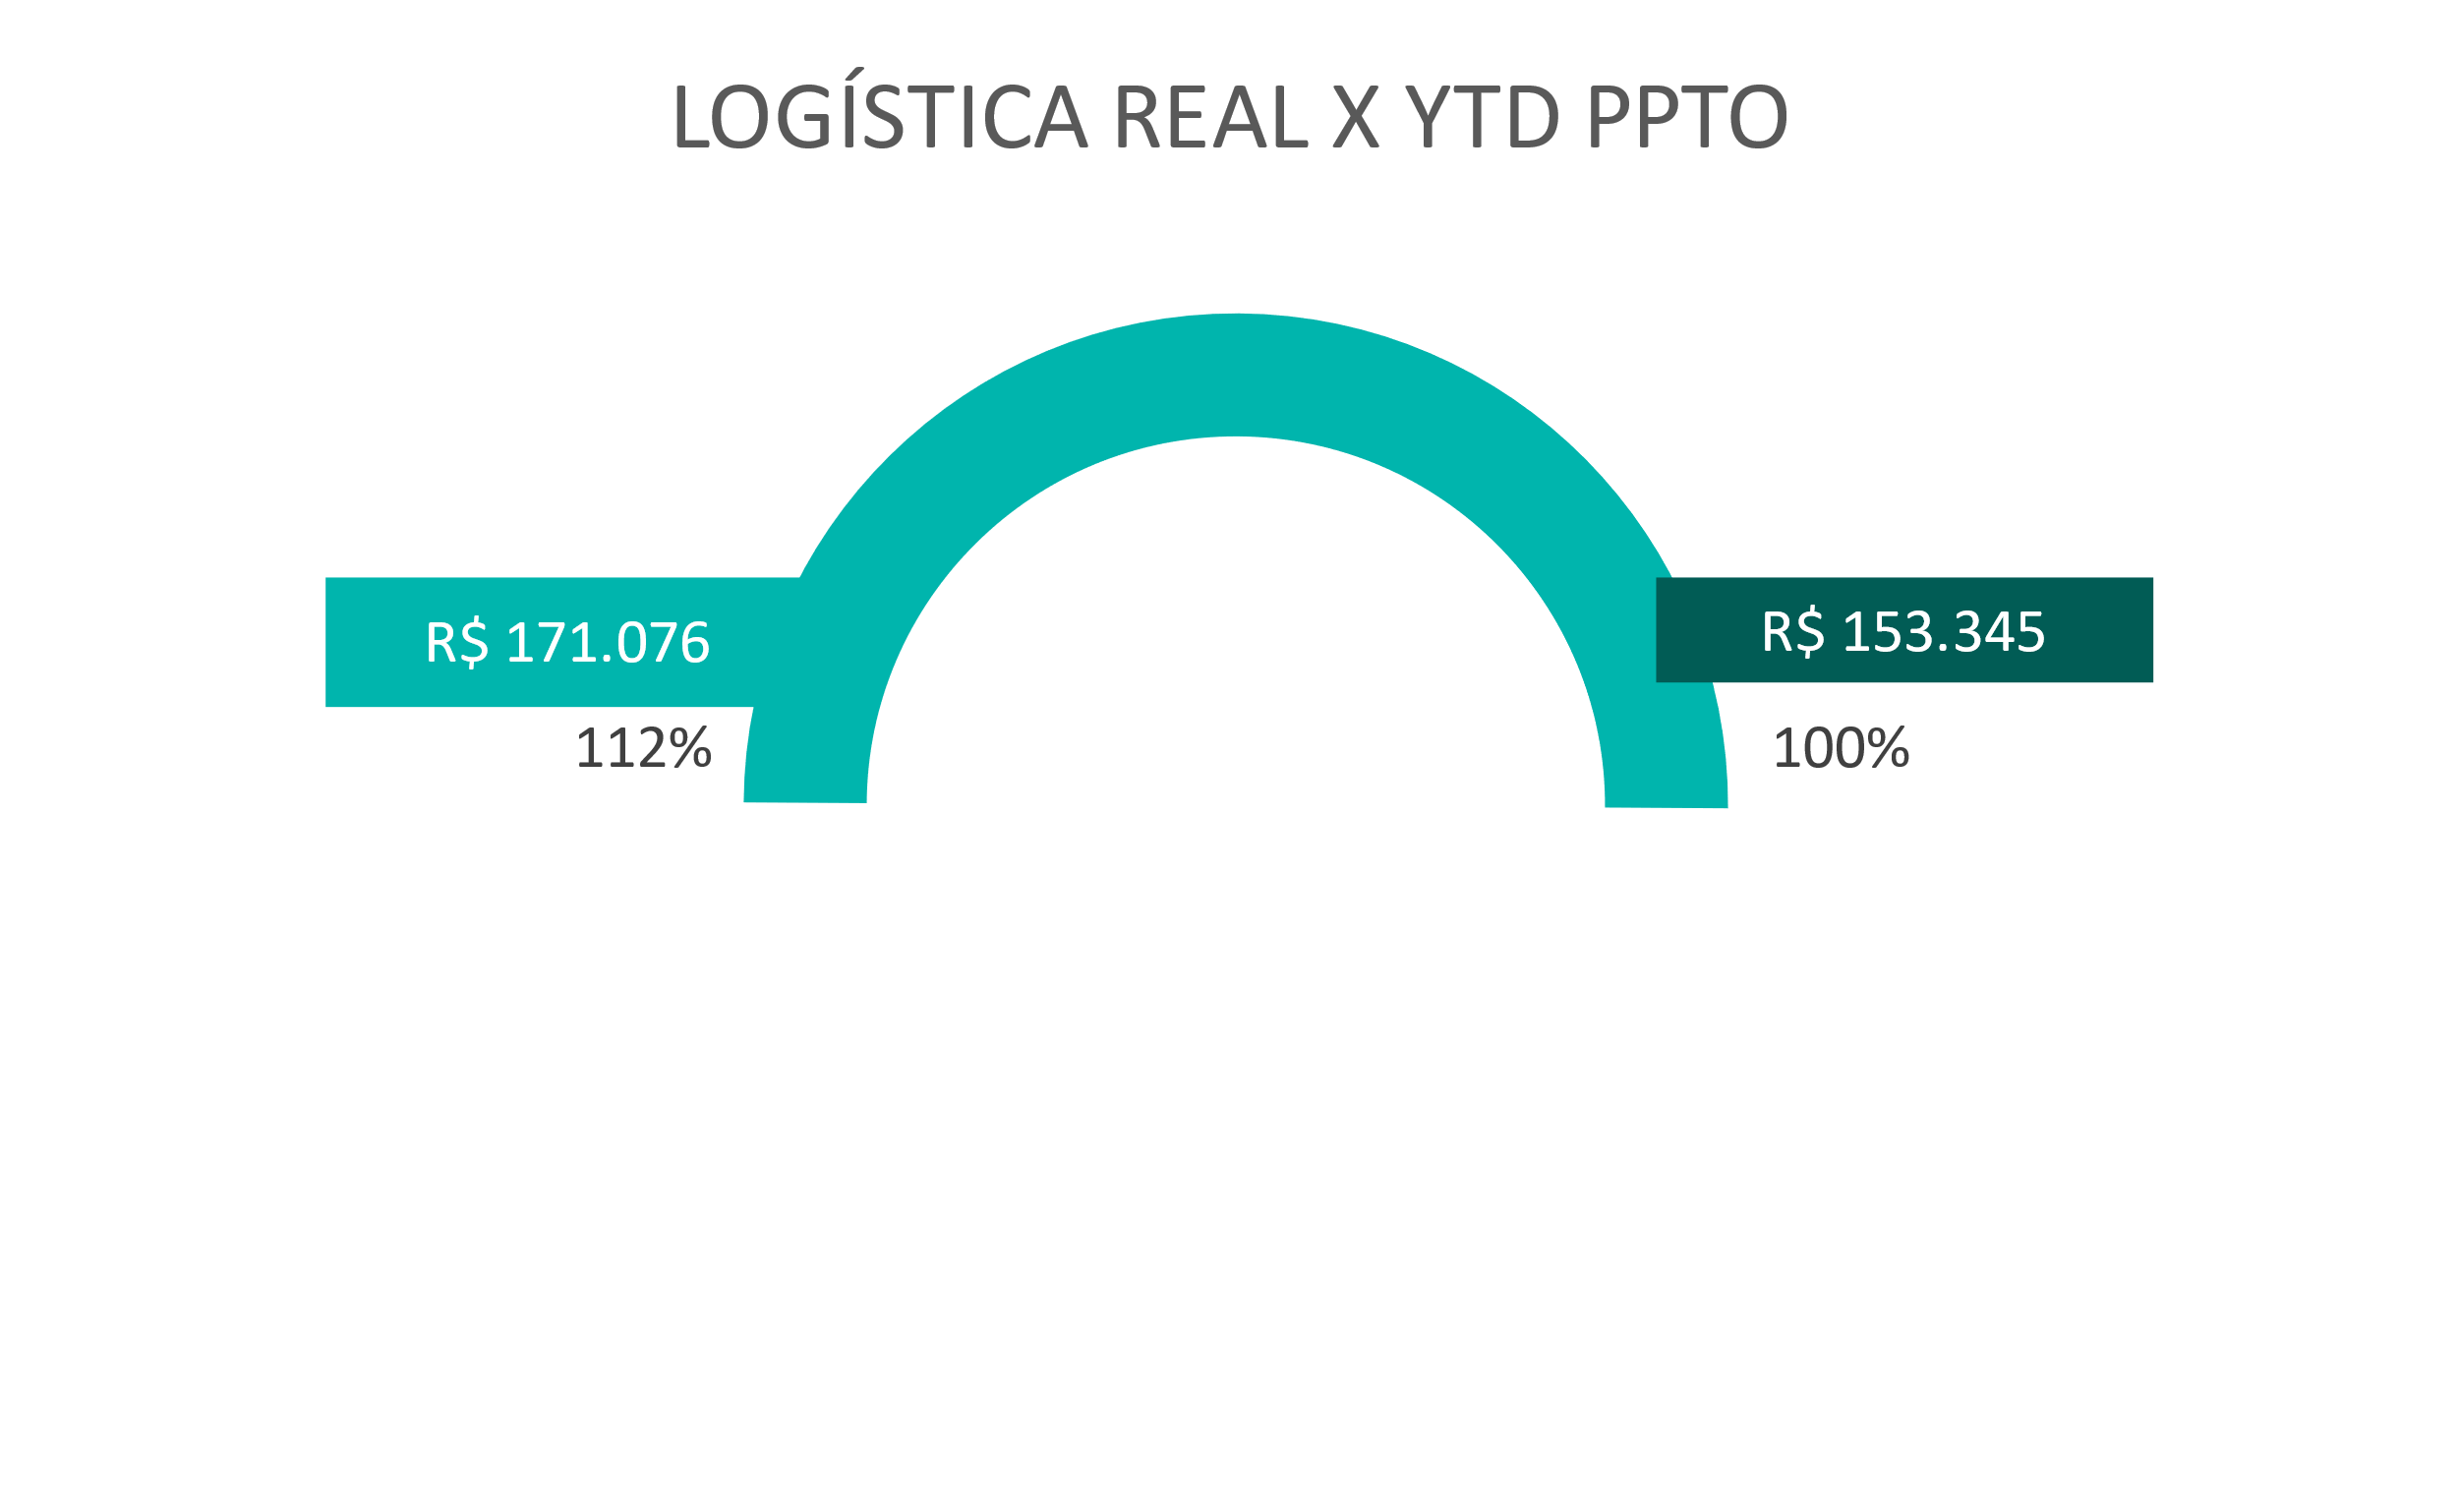 LOGÍSTICA REAL X YTD PPTO
R$ 171.076
R$ 153.345
112%
100%